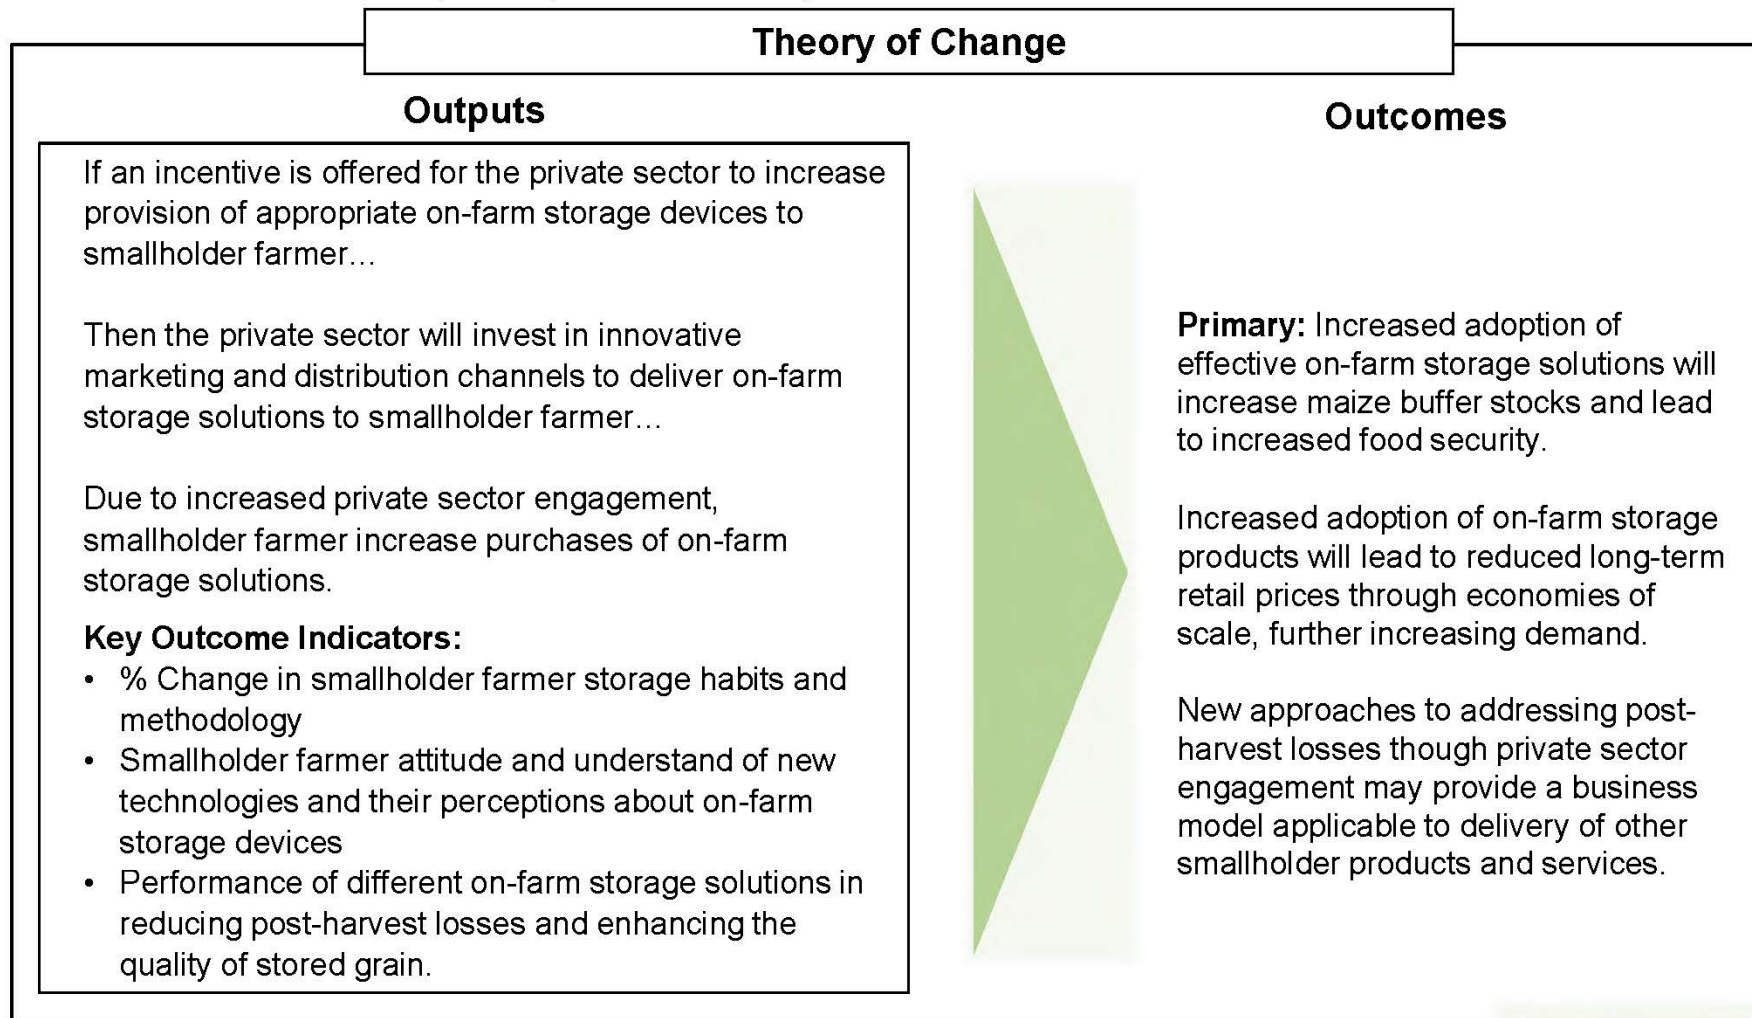 Theory of Change
Outputs
If an incentive is offered for the private sector to increase
provision of appropriate on-farm storage devices to
smallholder farmer…
Then the private sector will invest in innovative
marketing and distribution channels to deliver on-farm
storage solutions to smallholder farmer…
Due to increased private sector engagement,
smallholder farmer increase purchases of on-farm
storage solutions.
Key Outcome Indicators:
• % Change in smallholder farmer storage habits and
methodology
• Smallholder farmer attitude and understand of new
technologies and their perceptions about on-farm
storage devices
• Performance of different on-farm storage solutions in
reducing post-harvest losses and enhancing the
quality of stored grain.
Outcomes
Primary: Increased adoption of
effective on-farm storage solutions will
increase maize buffer stocks and lead
to increased food security.
Increased adoption of on-farm storage
products will lead to reduced long-term
retail prices through economies of
scale, further increasing demand.
New approaches to addressing post-
harvest losses though private sector
engagement may provide a business
model applicable to delivery of other
smallholder products and services.